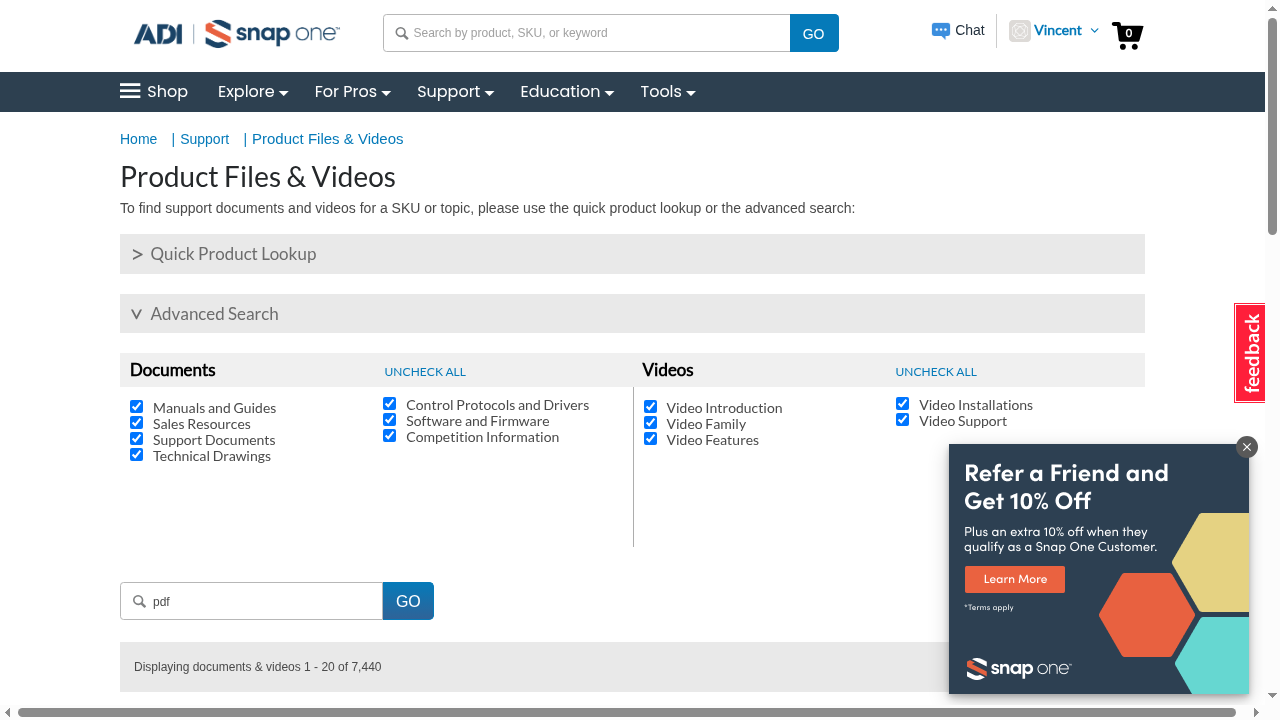 ADI | snap one
Search by product, SKU, or keyword
GO
Chat
Vincent
0
Shop
Explore
For Pros
Support
Education
Tools
Home | Support | Product Files & Videos
Product Files & Videos
To find support documents and videos for a SKU or topic, please use the quick product lookup or the advanced search:
> Quick Product Lookup
Advanced Search
feedback
Documents
UNCHECK ALL
Videos
UNCHECK ALL
Manuals and Guides
Sales Resources
Support Documents
Technical Drawings
Control Protocols and Drivers
Software and Firmware
Competition Information
Video Introduction
Video Family
Video Features
Video Installations
Video Support
Refer a Friend and
Get 10% Off
Plus an extra 10% off when they
qualify as a Snap One Customer.
Learn More
*Terms apply
snap one
pdf
GO
Displaying documents & videos 1 - 20 of 7,440